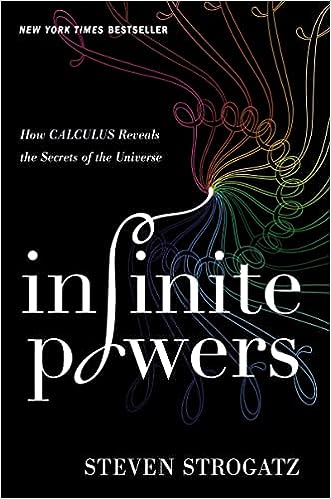 NEW YORK TIMES BESTSELLER
How CALCULUS Reveals
the Secrets of the Universe
infinite
powers
STEVEN STROGATZ